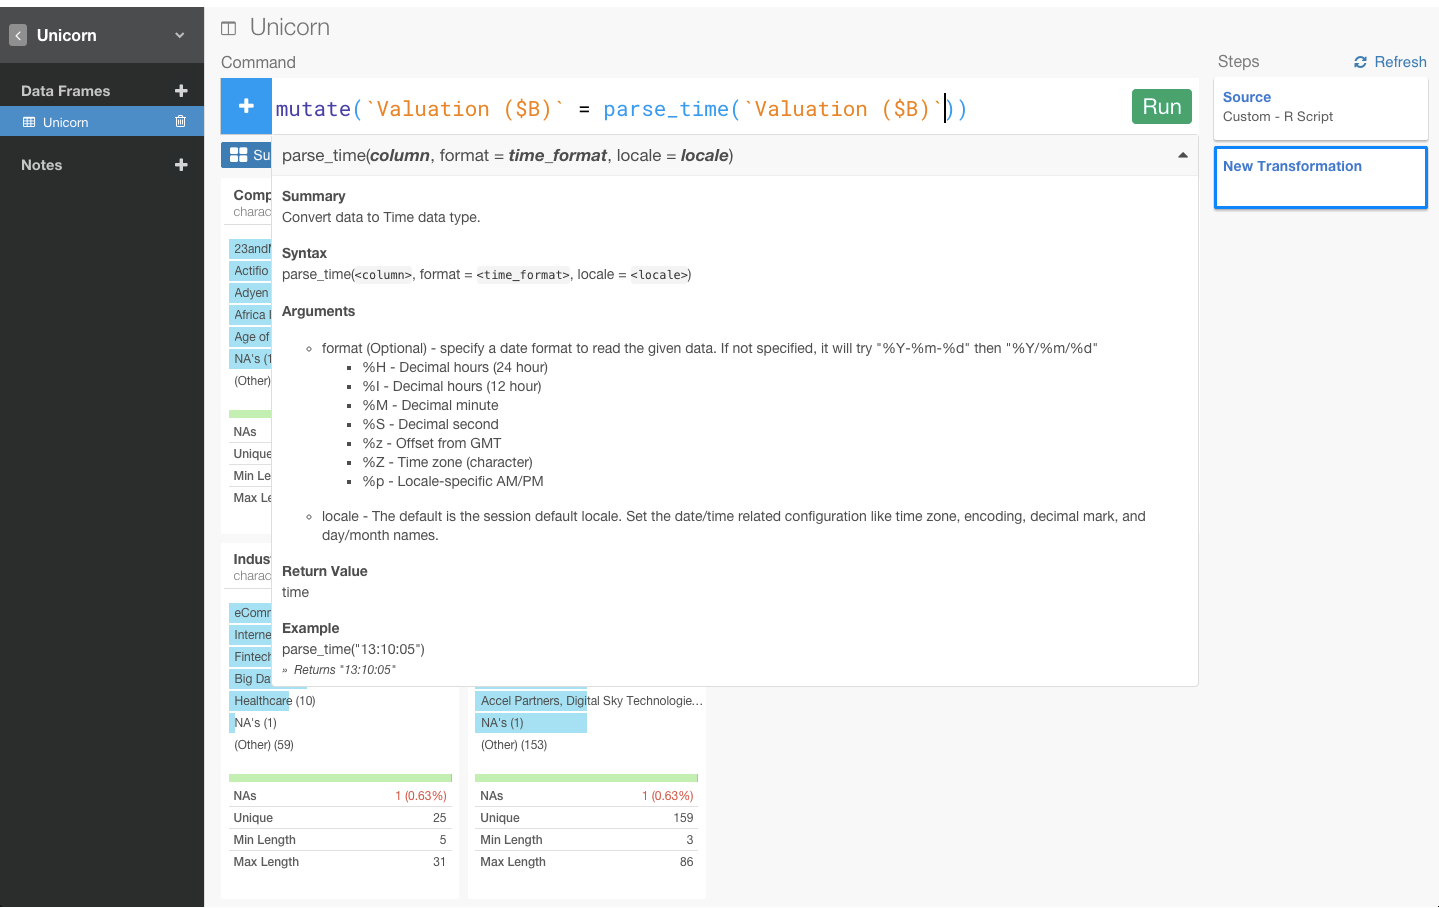 Unicorn
Data Frames
Unicorn
Notes
Unicorn
Command
mutate(`Valuation ($B)` = parse_time(`Valuation ($B)`))
Run
Su
parse_time(column, format = time_format, locale = locale)
Summary
Convert data to Time data type.
Syntax
parse_time(<column>, format = <time_format>, locale = <locale>)
Arguments
format (Optional) - specify a date format to read the given data. If not specified, it will try "%Y-%m-%d" then "%Y/%m/%d"
%H - Decimal hours (24 hour)
%I - Decimal hours (12 hour)
%M - Decimal minute
%S - Decimal second
%z - Offset from GMT
%Z - Time zone (character)
%p - Locale-specific AM/PM
locale - The default is the session default locale. Set the date/time related configuration like time zone, encoding, decimal mark, and
day/month names.
Return Value
time
Example
parse_time("13:10:05")
» Returns "13:10:05"
Comp
charac
23andM
Actifio
Adyen
Africa I
Age of
NA's (1
(Other)
NAs
Unique
Min Le
Max Le
Indus
charac
eComm
Interne
Fintech
Big Da
Healthcare (10)
NA's (1)
(Other) (59)
NAs 1 (0.63%)
Unique 25
Min Length 5
Max Length 31
Accel Partners, Digital Sky Technologie...
NA's (1)
(Other) (153)
NAs 1 (0.63%)
Unique 159
Min Length 3
Max Length 86
Steps
Refresh
Source
Custom - R Script
New Transformation